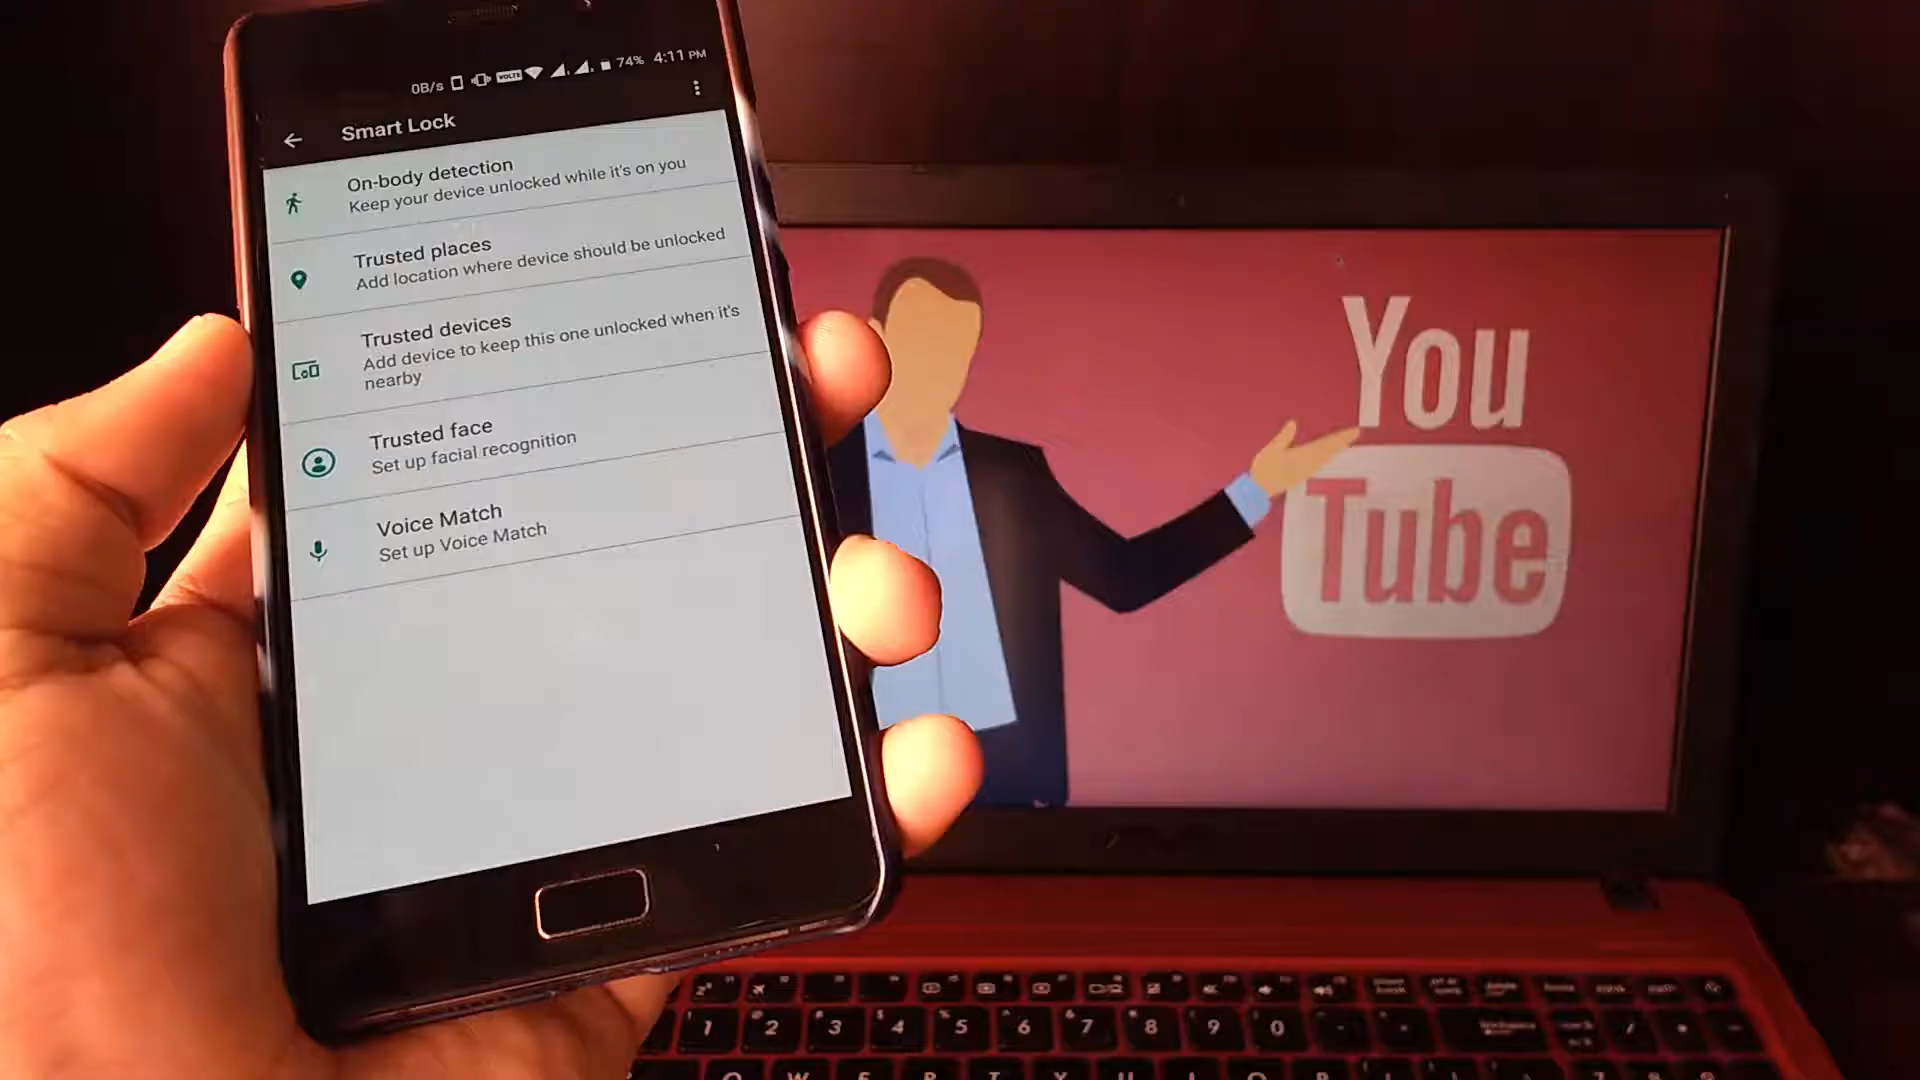 0B/s VOLTE 74% 4:11 PM
Smart Lock
On-body detection
Keep your device unlocked while it's on you
Trusted places
Add location where device should be unlocked
Trusted devices
Add device to keep this one unlocked when it's
nearby
Trusted face
Set up facial recognition
Voice Match
Set up Voice Match
You
Tube
1 2 3 4 5 6 7 8 9 0